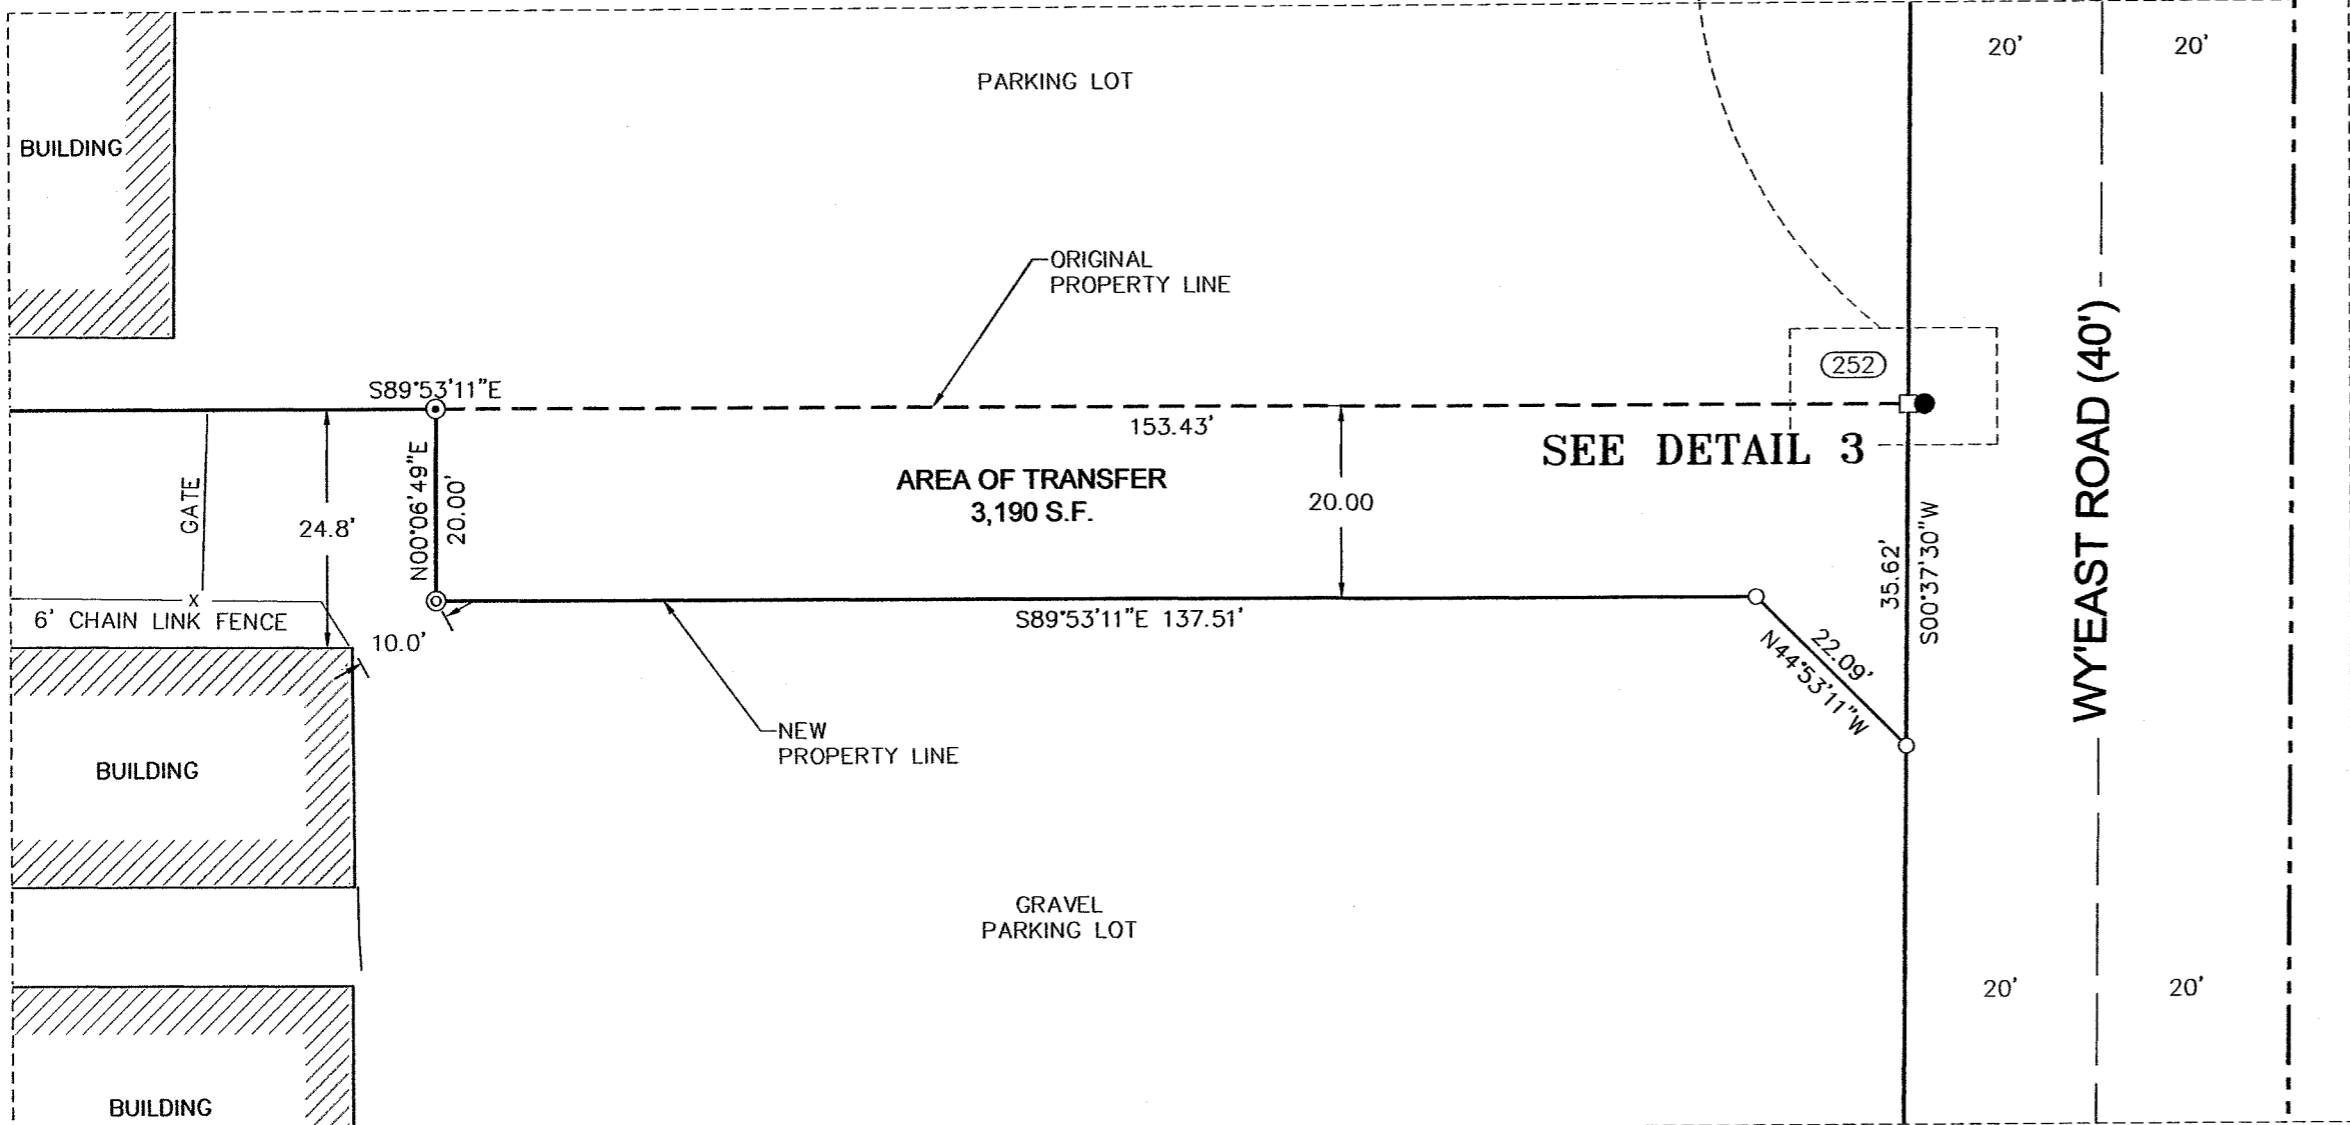 20'
20'
PARKING LOT
BUILDING
ORIGINAL
PROPERTY LINE
252
S89°53'11"E
153.43'
SEE DETAIL 3
AREA OF TRANSFER
3,190 S.F.
20.00
N00°06'49"E
20.00'
GATE
24.8'
35.62'
S00°37'30"W
WY'EAST ROAD (40')
X
6' CHAIN LINK FENCE
10.0'
S89°53'11"E 137.51'
22.09'
N44°53'11"W
NEW
PROPERTY LINE
BUILDING
GRAVEL
PARKING LOT
20'
20'
BUILDING